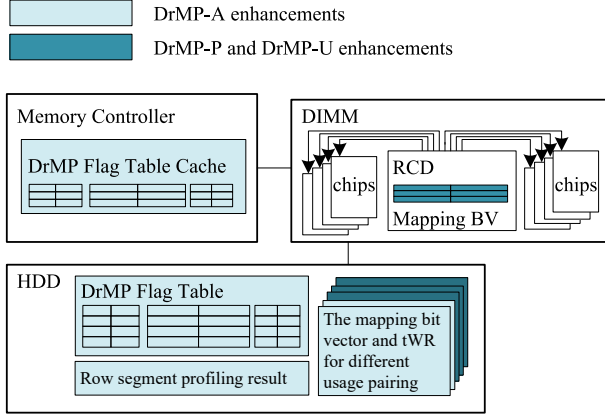 DrMP-A enhancements
DrMP-P and DrMP-U enhancements
Memory Controller
DrMP Flag Table Cache
DIMM
chips
RCD
Mapping BV
chips
HDD
DrMP Flag Table
Row segment profiling result
The mapping bit
vector and tWR
for different
usage pairing